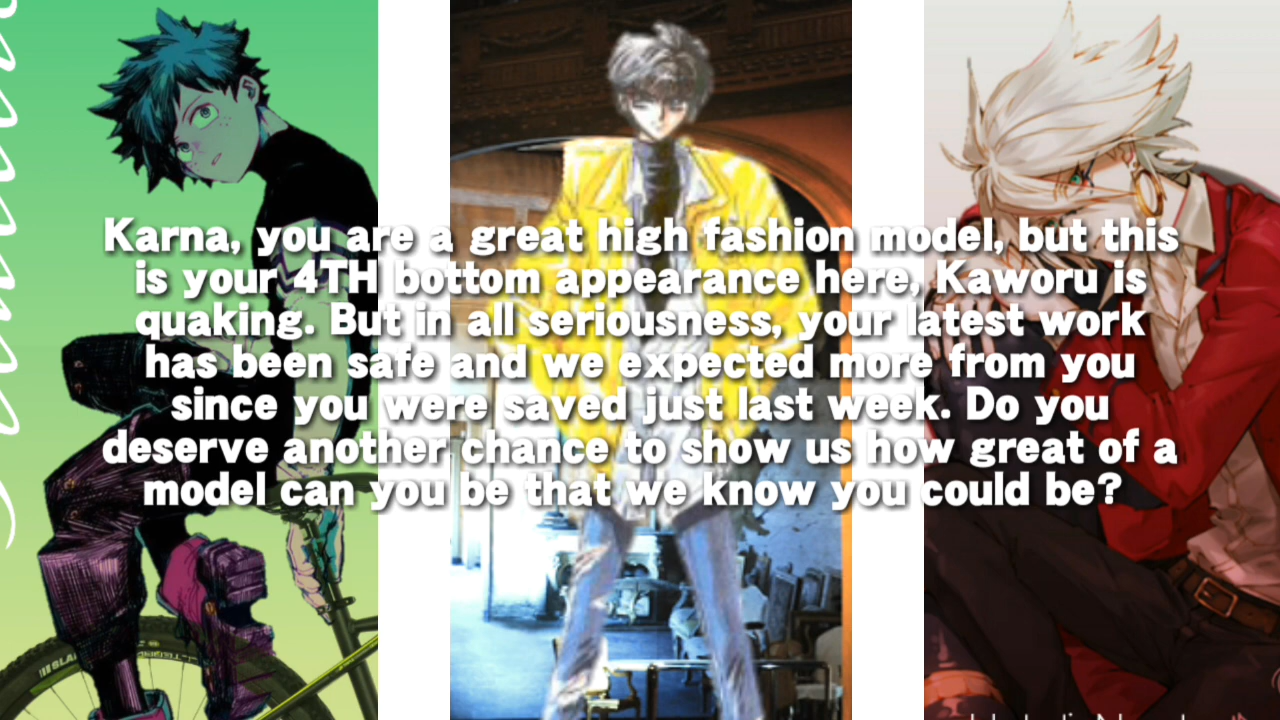 Karna, you are a great high fashion model, but this
is your 4TH bottom appearance here, Kaworu is
quaking. But in all seriousness, your latest work
has been safe and we expected more from you
since you were saved just last week. Do you
deserve another chance to show us how great of a
model can you be that we know you could be?